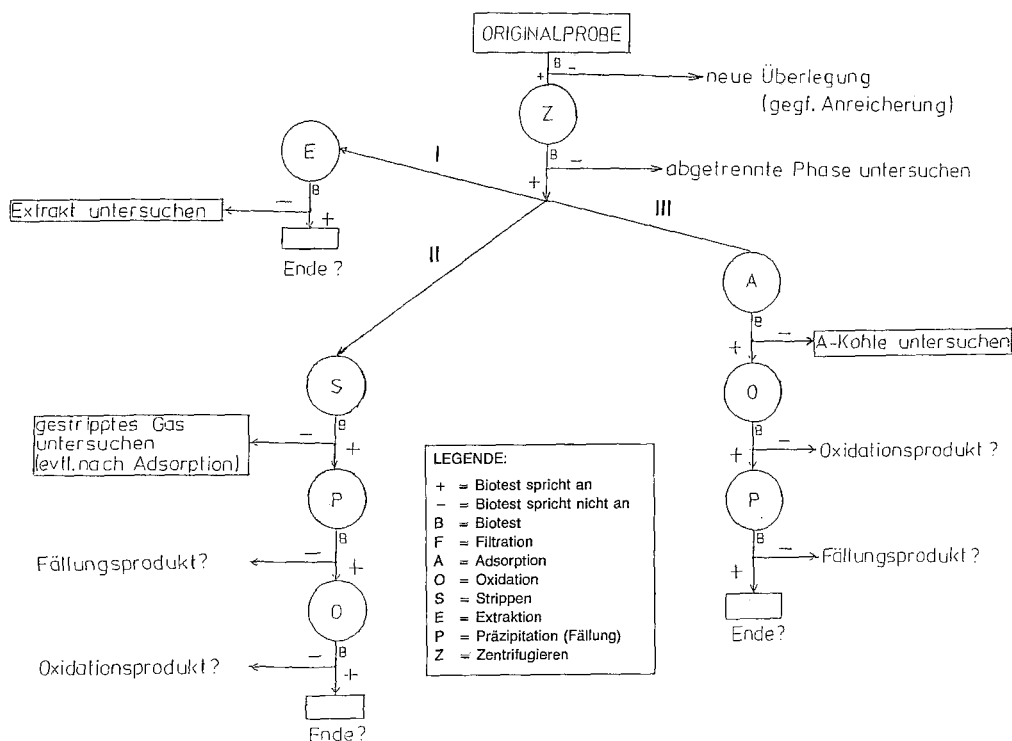 ORIGINALPROBE
B
−
+
neue Überlegung
(gegf. Anreicherung)
Z
B
−
+
abgetrennte Phase untersuchen
I
E
B
−
+
Extrakt untersuchen
Ende?
II
III
A
B
−
+
A-Kohle untersuchen
O
B
−
+
Oxidationsprodukt?
P
B
−
+
Fällungsprodukt?
Ende?
S
B
−
+
gestripptes Gas
untersuchen
(evtl. nach Adsorption)
P
B
−
+
Fällungsprodukt?
O
B
−
+
Oxidationsprodukt?
Ende?
LEGENDE:
+ = Biotest spricht an
− = Biotest spricht nicht an
B = Biotest
F = Filtration
A = Adsorption
O = Oxidation
S = Strippen
E = Extraktion
P = Präzipitation (Fällung)
Z = Zentrifugieren